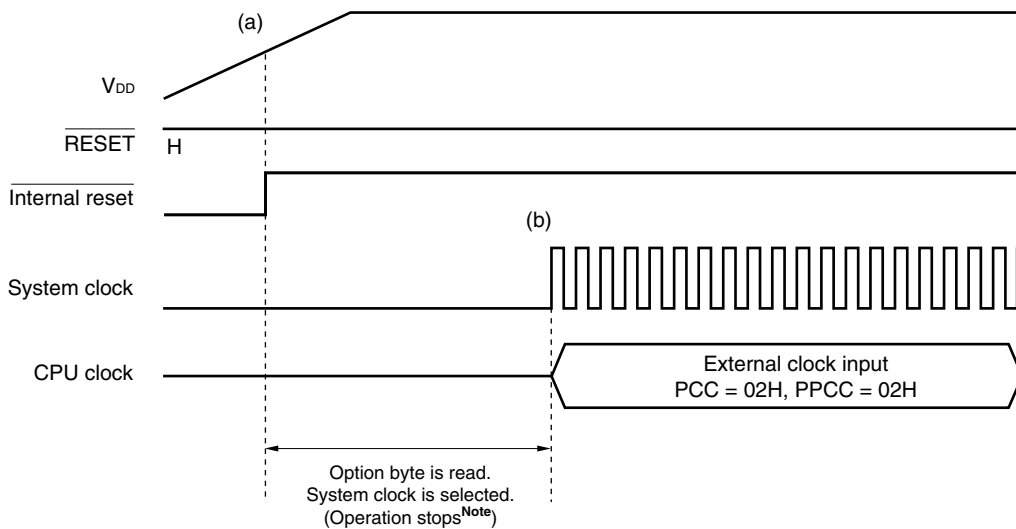 (a)
VDD
RESET
H
Internal reset
(b)
System clock
CPU clock
External clock input
PCC = 02H, PPCC = 02H
Option byte is read.
System clock is selected.
(Operation stopsNote)